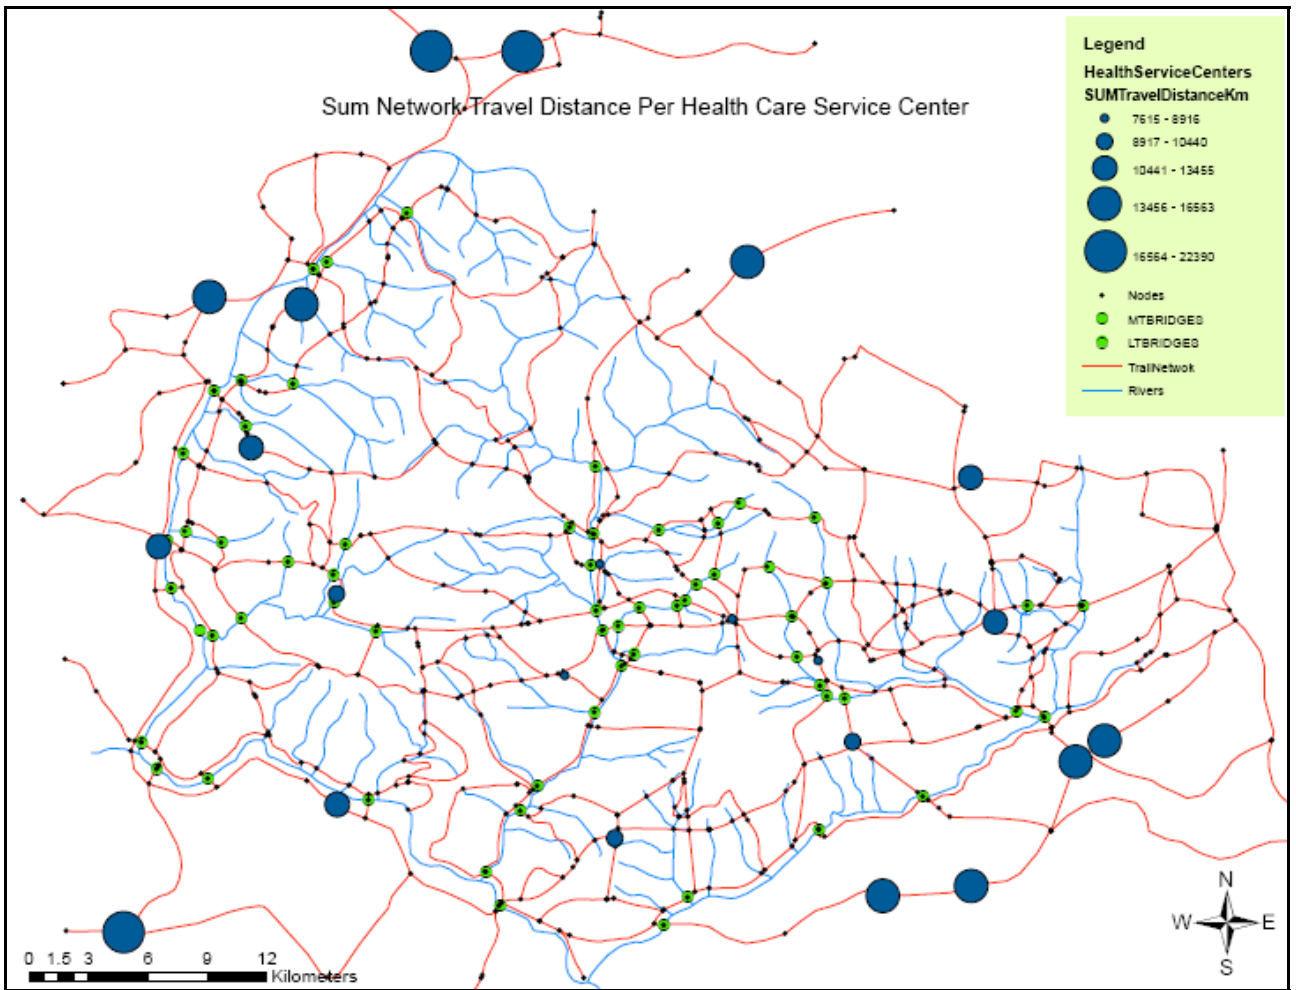 Sum Network Travel Distance Per Health Care Service Center
Legend
HealthServiceCenters
SUMTravelDistanceKm
7615 - 8916
8917 - 10440
10441 - 13455
13456 - 16563
16564 - 22390
Nodes
MTBRIDGES
LTBRIDGES
TrailNetwok
Rivers
N
W E
S
0 1.5 3 6 9 12
Kilometers